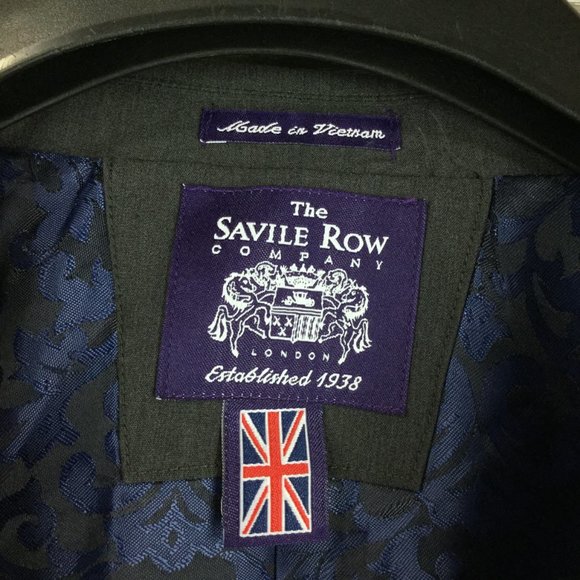 Made in Vietnam
The
SAVILE ROW
COMPANY
LONDON
Established 1938